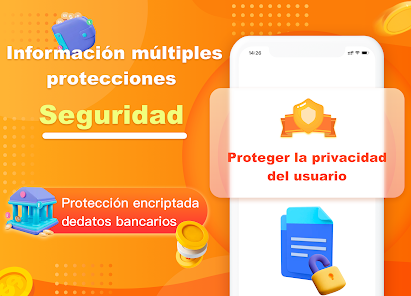 Información múltiples
protecciones
Seguridad
Protección encriptada
dedatos bancarios
14:26
Proteger la privacidad
del usuario